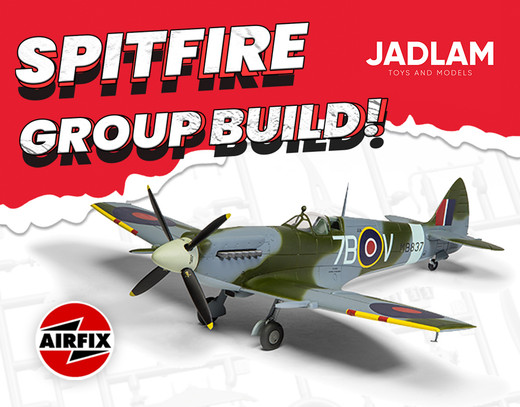 SPITFIRE
GROUP BUILD!
JADLAM
TOYS AND MODELS
7B V
AIRFIX